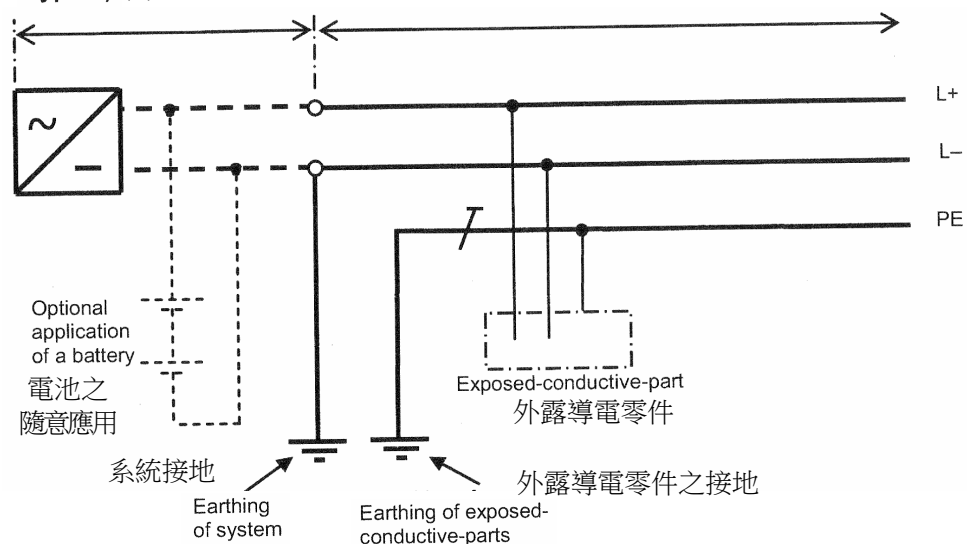 L+
L–
PE
Optional
application
of a battery
電池之
隨意應用
Exposed-conductive-part
外露導電零件
系統接地
外露導電零件之接地
Earthing
of system
Earthing of exposed-
conductive-parts